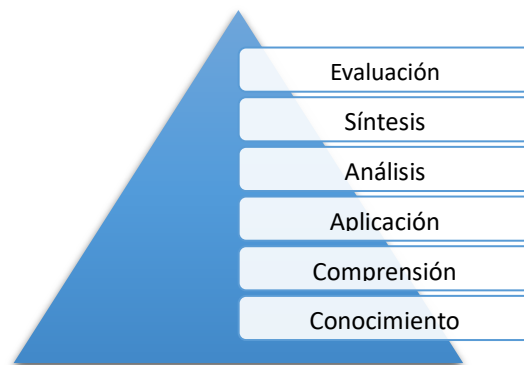 Evaluación
Síntesis
Análisis
Aplicación
Comprensión
Conocimiento